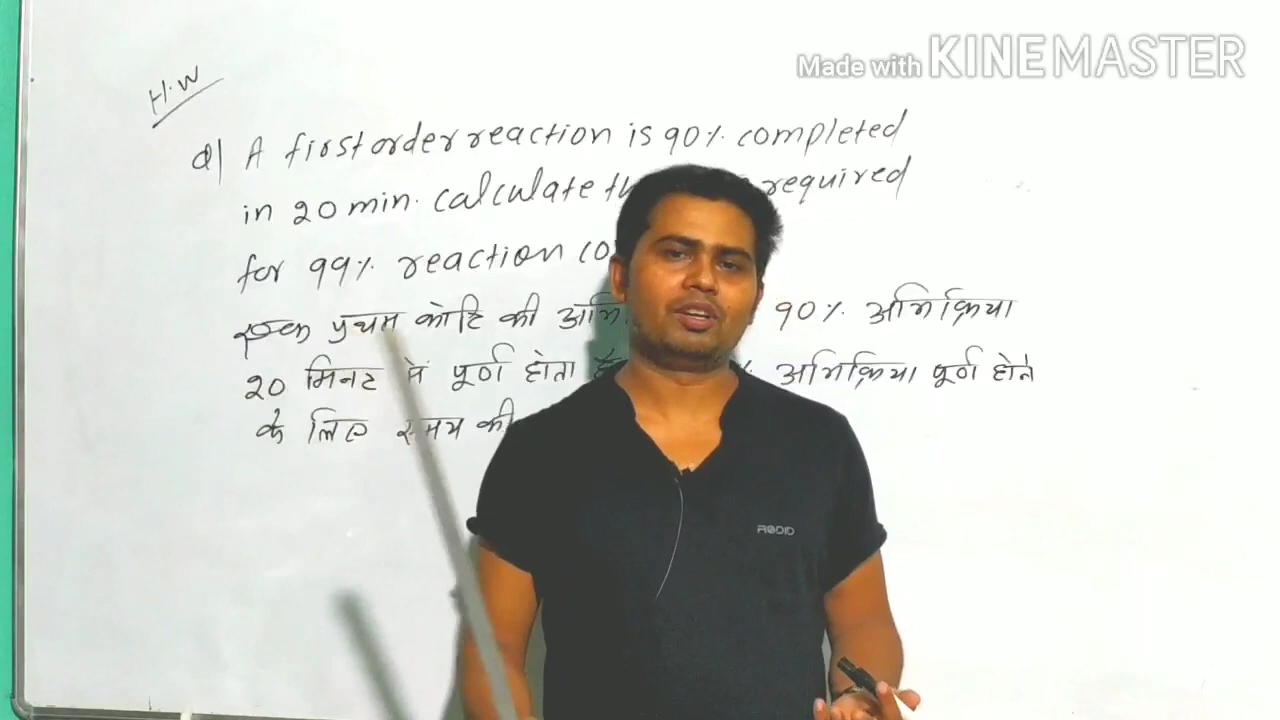 Made with KINEMASTER
H.W
Q| A first order reaction is 90% completed
in 20 min. calculate required
for 99% reaction
एक प्रथम कोटि की 90% अभिक्रिया
20 मिनट में पूर्ण होता अभिक्रिया पूर्ण होने
के लिए समय की
RODID